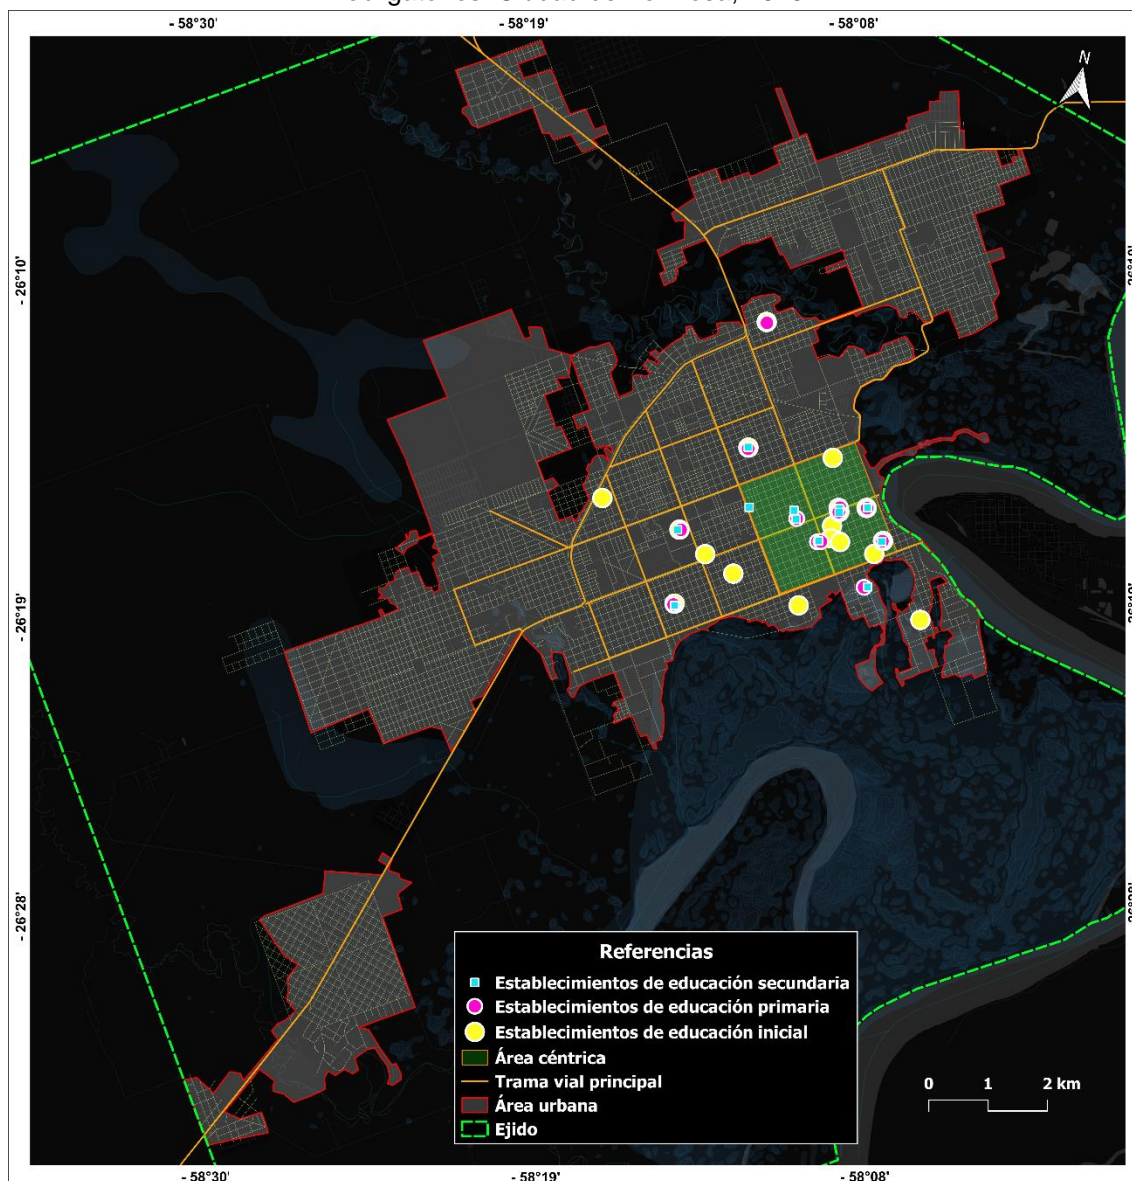 - 58°30'
- 58°19'
- 58°08'
N
- 26°10'
- 26°19'
- 26°28'
Referencias
Establecimientos de educación secundaria
Establecimientos de educación primaria
Establecimientos de educación inicial
Área céntrica
Trama vial principal
Área urbana
Ejido
0 1 2 km
- 58°30'
- 58°19'
- 58°08'